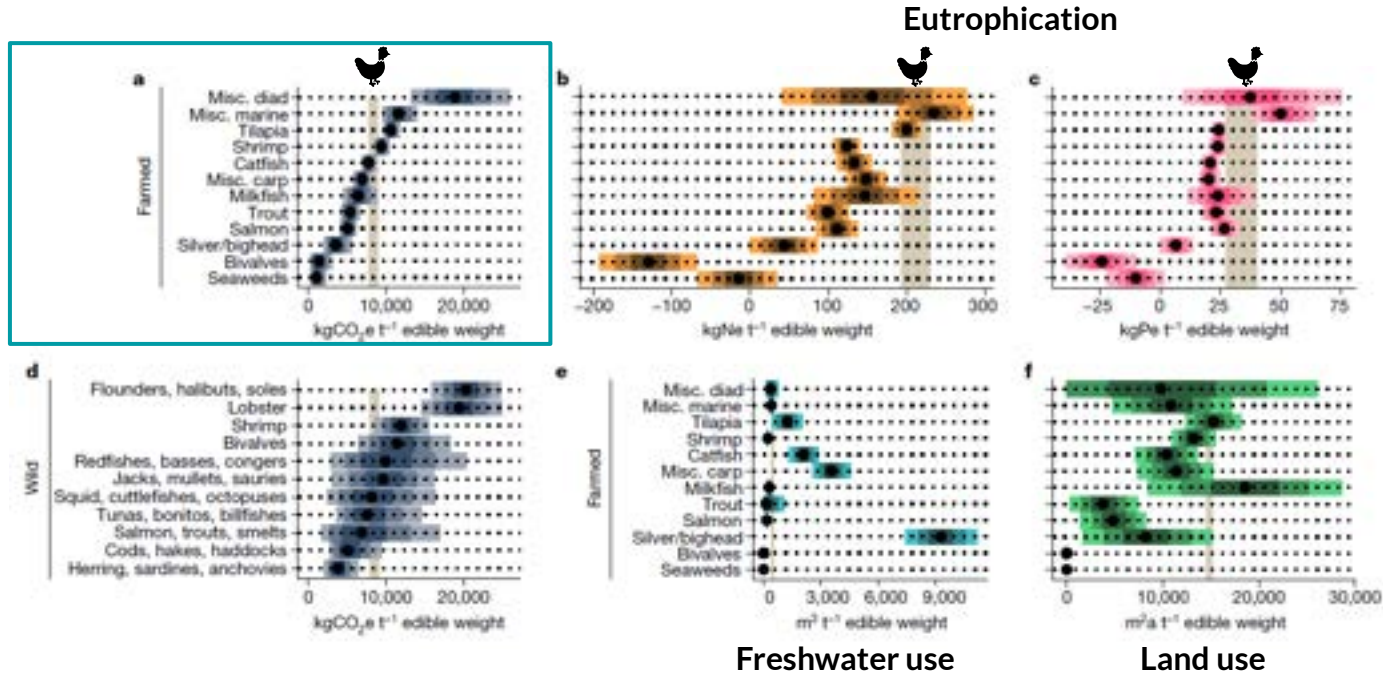 Eutrophication
a
Farmed
Misc. diad
Misc. marine
Tilapia
Shrimp
Catfish
Misc. carp
Milkfish
Trout
Salmon
Silver/bighead
Bivalves
Seaweeds
0 10,000 20,000
kgCO₂e t⁻¹ edible weight
b
−200 −100 0 100 200 300
kgNe t⁻¹ edible weight
c
−25 0 25 50 75
kgPe t⁻¹ edible weight
d
Wild
Flounders, halibuts, soles
Lobster
Shrimp
Bivalves
Redfishes, basses, congers
Jacks, mullets, sauries
Squid, cuttlefishes, octopuses
Tunas, bonitos, billfishes
Salmon, trouts, smelts
Cods, hakes, haddocks
Herring, sardines, anchovies
0 10,000 20,000
kgCO₂e t⁻¹ edible weight
e
Farmed
Misc. diad
Misc. marine
Tilapia
Shrimp
Catfish
Misc. carp
Milkfish
Trout
Salmon
Silver/bighead
Bivalves
Seaweeds
0 3,000 6,000 9,000
m³ t⁻¹ edible weight
f
0 10,000 20,000 30,000
m²a t⁻¹ edible weight
Freshwater use
Land use